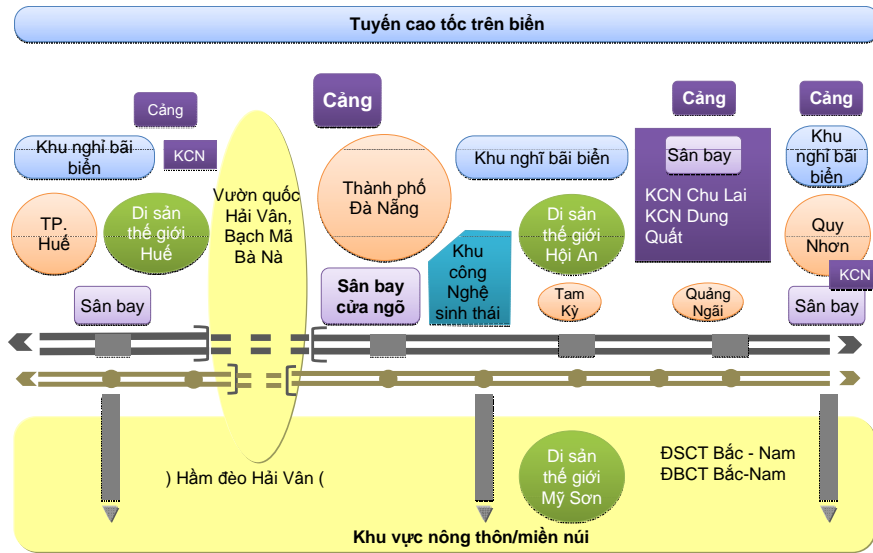 Tuyến cao tốc trên biển
Cảng
Cảng
Cảng
Cảng
Khu nghỉ bãi
biển
KCN
Vườn quốc
Hải Vân,
Bạch Mã
Bà Nà
Thành phố
Đà Nẵng
Khu nghĩ bãi biển
Sân bay
KCN Chu Lai
KCN Dung
Quất
Khu
nghỉ bãi
biển
TP.
Huế
Di sản
thế giới
Huế
Khu
công
Nghệ
sinh thái
Di sản
thế giới
Hội An
Quy
Nhơn
KCN
Sân bay
Sân bay
cửa ngõ
Tam
Kỳ
Quảng
Ngãi
Sân bay
) Hầm đèo Hải Vân (
Di sản
thế giới
Mỹ Sơn
ĐSCT Bắc - Nam
ĐBCT Bắc-Nam
Khu vực nông thôn/miền núi